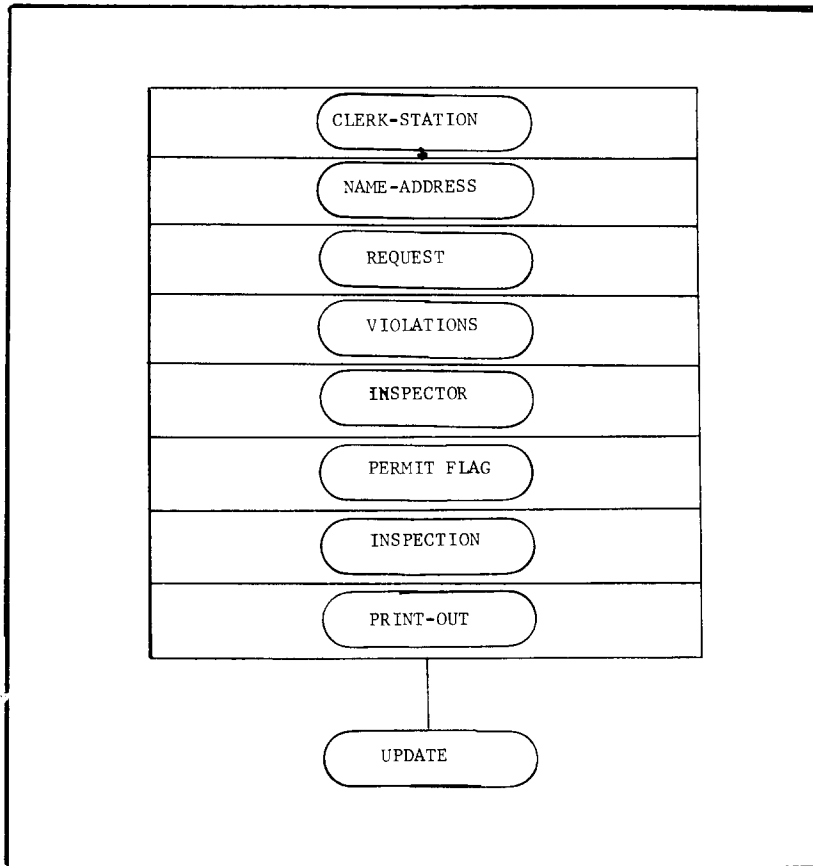 CLERK-STATION
NAME-ADDRESS
REQUEST
VIOLATIONS
INSPECTOR
PERMIT FLAG
INSPECTION
PRINT-OUT
UPDATE